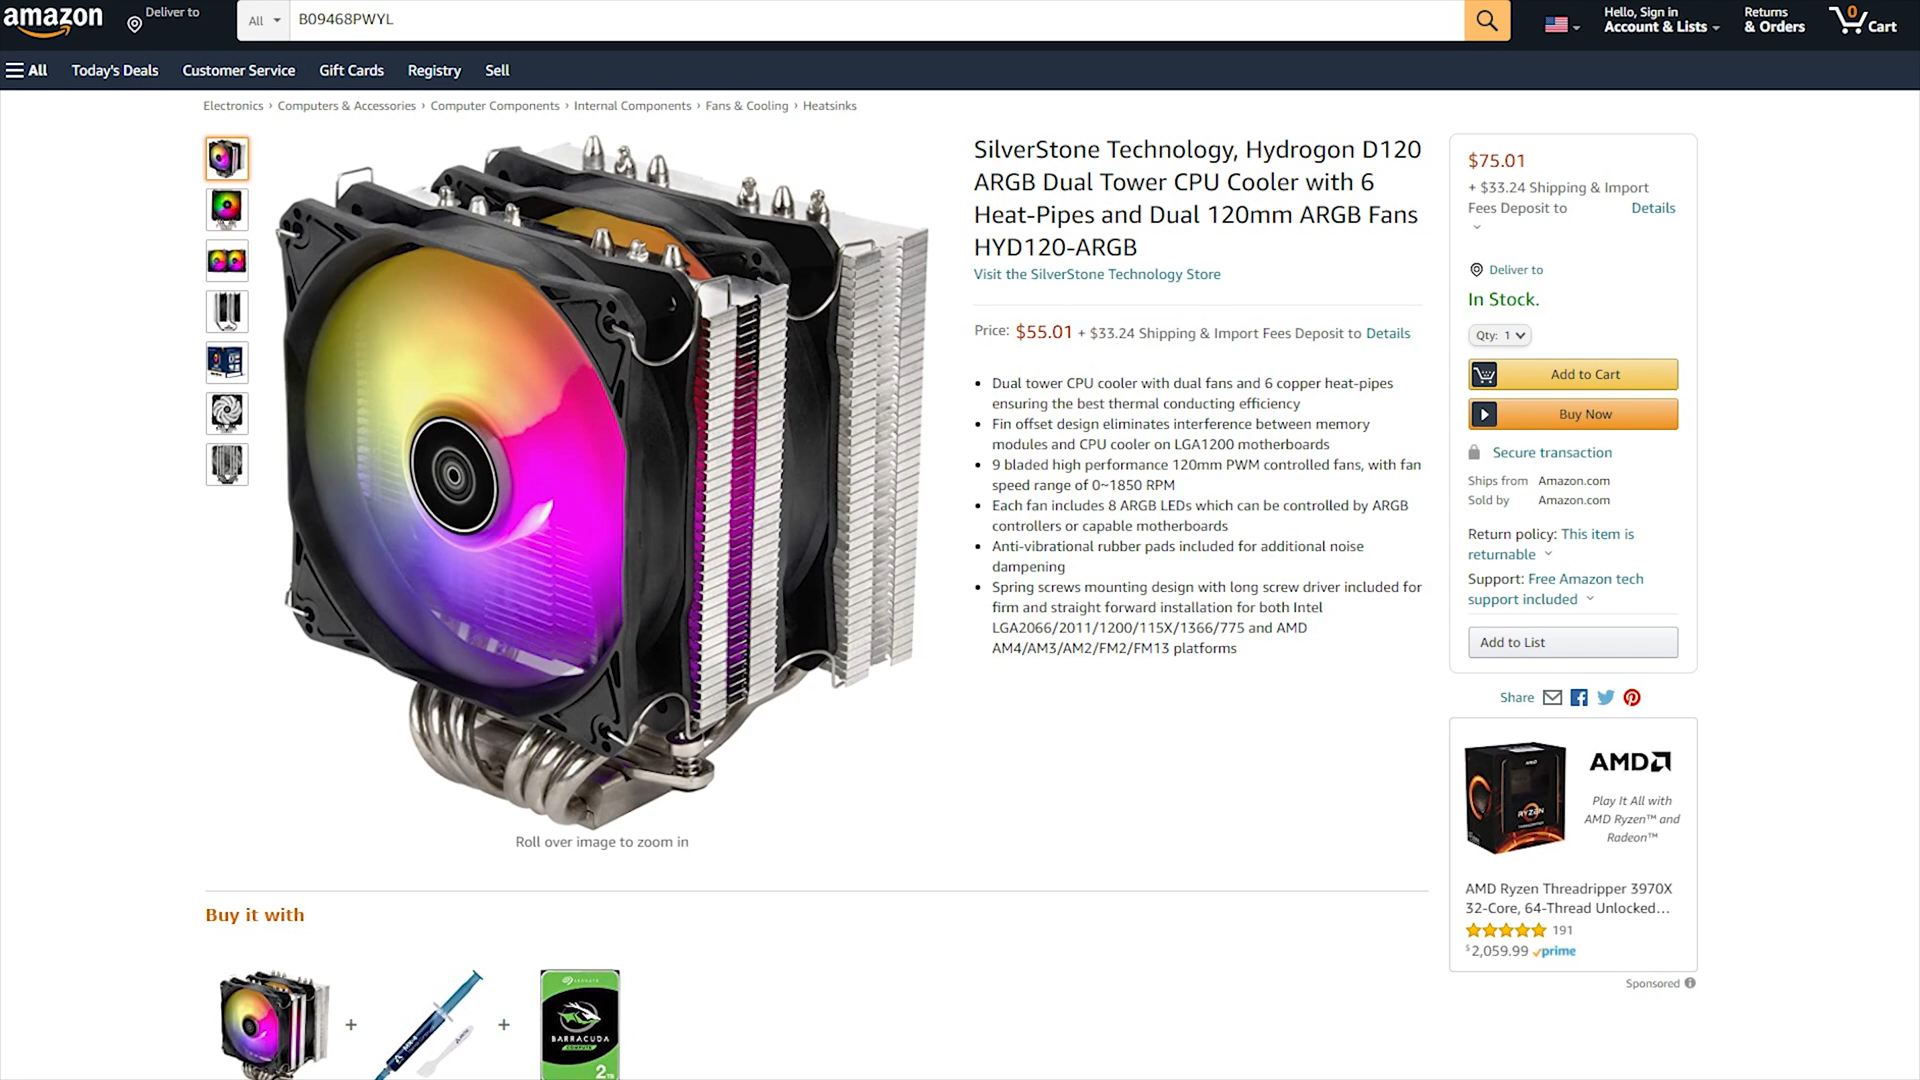 amazon
Deliver to
All
B09468PWYL
Hello, Sign in
Account & Lists
Returns
& Orders
0
Cart
All
Today's Deals
Customer Service
Gift Cards
Registry
Sell
Electronics › Computers & Accessories › Computer Components › Internal Components › Fans & Cooling › Heatsinks
SilverStone Technology, Hydrogon D120
ARGB Dual Tower CPU Cooler with 6
Heat-Pipes and Dual 120mm ARGB Fans
HYD120-ARGB
Visit the SilverStone Technology Store
Price: $55.01 + $33.24 Shipping & Import Fees Deposit to Details
• Dual tower CPU cooler with dual fans and 6 copper heat-pipes
ensuring the best thermal conducting efficiency
• Fin offset design eliminates interference between memory
modules and CPU cooler on LGA1200 motherboards
• 9 bladed high performance 120mm PWM controlled fans, with fan
speed range of 0~1850 RPM
• Each fan includes 8 ARGB LEDs which can be controlled by ARGB
controllers or capable motherboards
• Anti-vibrational rubber pads included for additional noise
dampening
• Spring screws mounting design with long screw driver included for
firm and straight forward installation for both Intel
LGA2066/2011/1200/115X/1366/775 and AMD
AM4/AM3/AM2/FM2/FM13 platforms
Roll over image to zoom in
$75.01
+ $33.24 Shipping & Import
Fees Deposit to Details
Deliver to
In Stock.
Qty: 1
Add to Cart
Buy Now
Secure transaction
Ships from Amazon.com
Sold by Amazon.com
Return policy: This item is
returnable
Support: Free Amazon tech
support included
Add to List
Share
AMD
RYZEN
Play It All with
AMD Ryzen™ and
Radeon™
AMD Ryzen Threadripper 3970X
32-Core, 64-Thread Unlocked...
191
$2,059.99 prime
Sponsored
Buy it with
+
+
SEAGATE
BARRACUDA
COMPUTE
2TB